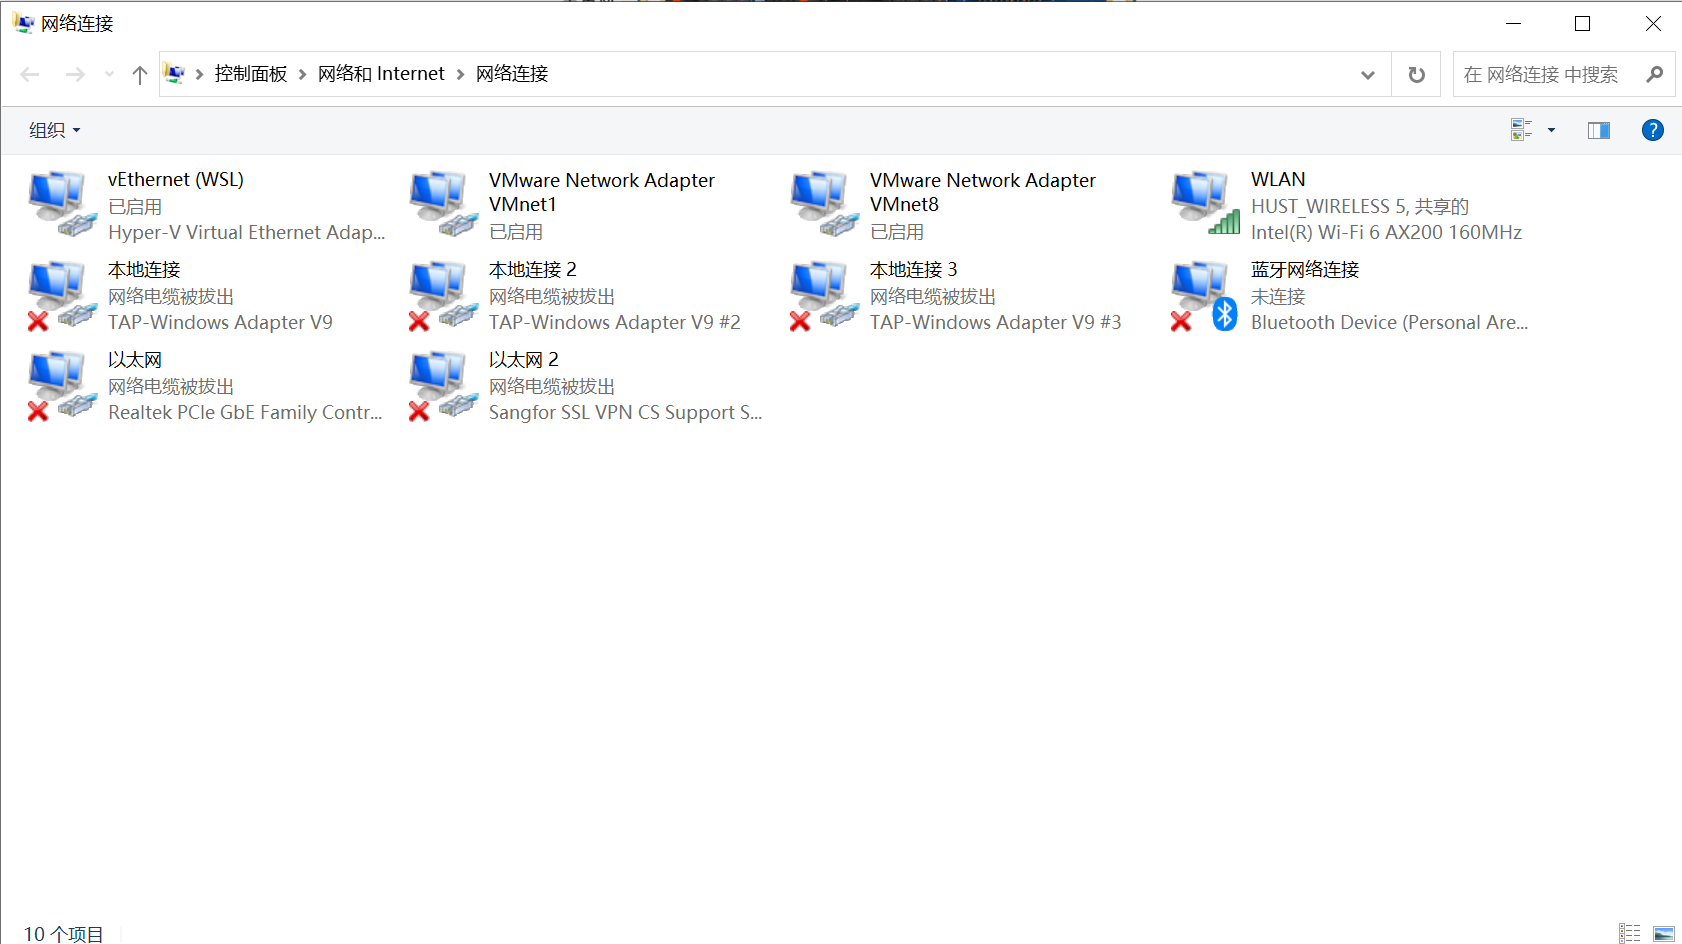 网络连接
控制面板 网络和 Internet 网络连接
在 网络连接 中搜索
组织
vEthernet (WSL)
已启用
Hyper-V Virtual Ethernet Adap...
VMware Network Adapter
VMnet1
已启用
VMware Network Adapter
VMnet8
已启用
WLAN
HUST_WIRELESS 5, 共享的
Intel(R) Wi-Fi 6 AX200 160MHz
本地连接
网络电缆被拔出
TAP-Windows Adapter V9
本地连接 2
网络电缆被拔出
TAP-Windows Adapter V9 #2
本地连接 3
网络电缆被拔出
TAP-Windows Adapter V9 #3
蓝牙网络连接
未连接
Bluetooth Device (Personal Are...
以太网
网络电缆被拔出
Realtek PCIe GbE Family Contr...
以太网 2
网络电缆被拔出
Sangfor SSL VPN CS Support S...
10 个项目